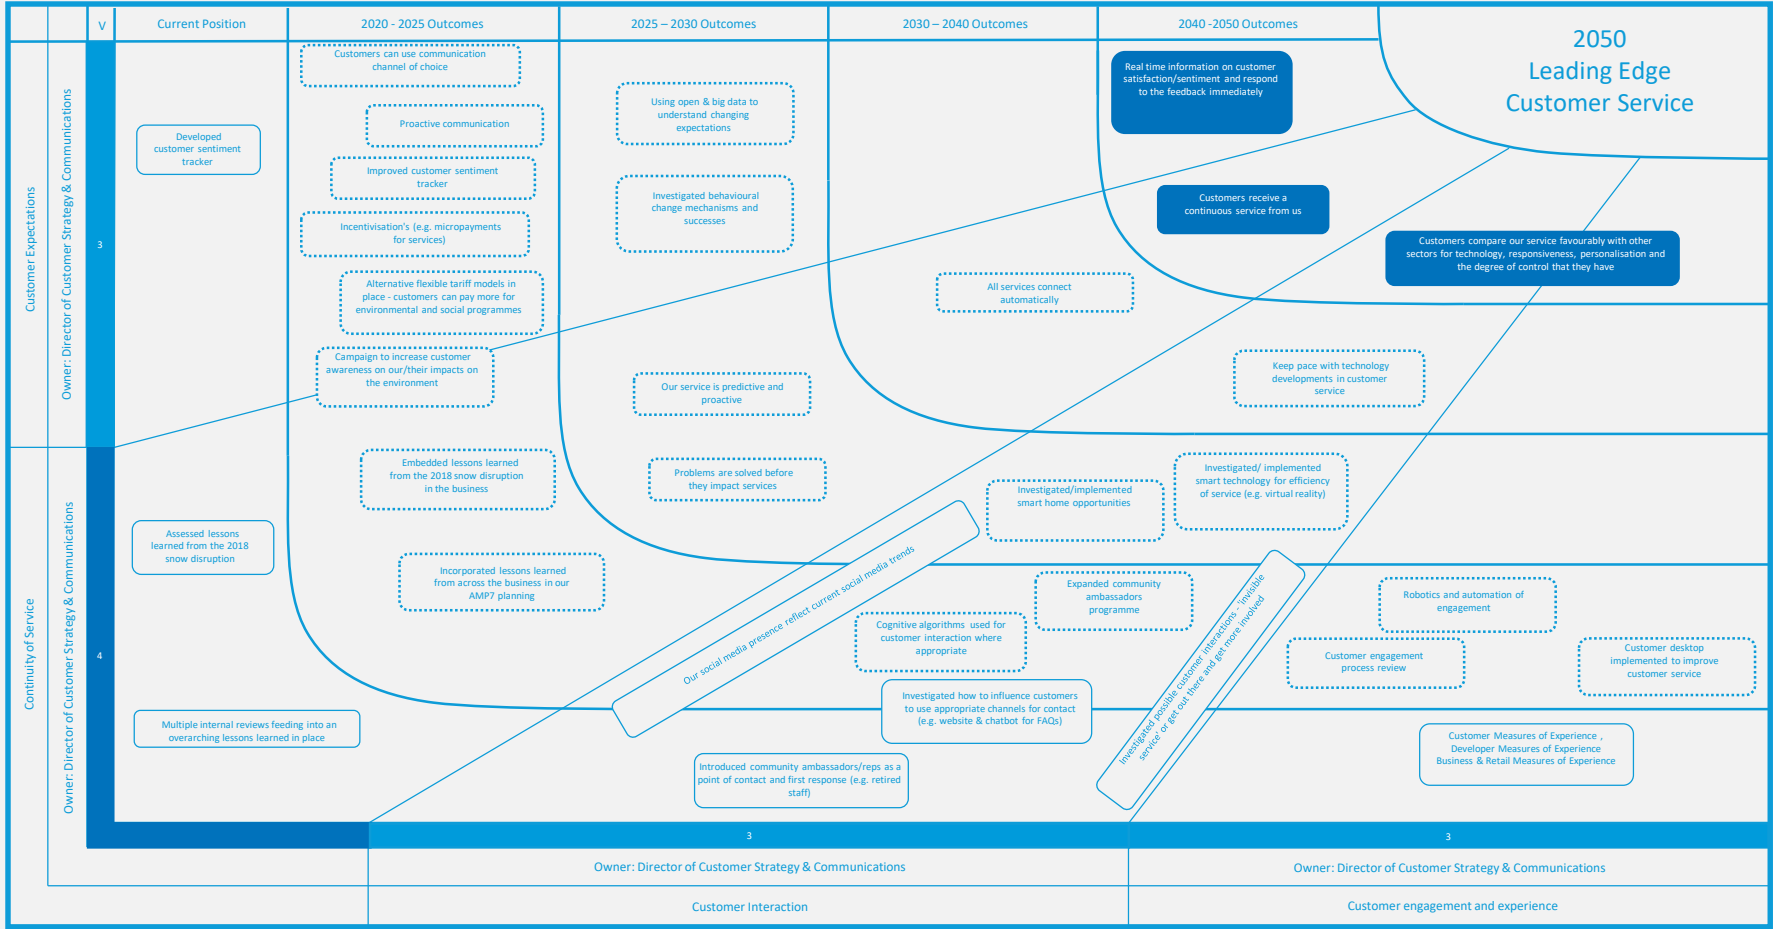 V
Current Position
2020 - 2025 Outcomes
2025 – 2030 Outcomes
2030 – 2040 Outcomes
2040 -2050 Outcomes
2050
Leading Edge
Customer Service
Customer Expectations
Owner: Director of Customer Strategy & Communications
3
Developed
customer sentiment
tracker
Customers can use communication
channel of choice
Proactive communication
Improved customer sentiment
tracker
Incentivisation's (e.g. micropayments
for services)
Alternative flexible tariff models in
place - customers can pay more for
environmental and social programmes
Campaign to increase customer
awareness on our/their impacts on
the environment
Using open & big data to
understand changing
expectations
Investigated behavioural
change mechanisms and
successes
Real time information on customer
satisfaction/sentiment and respond
to the feedback immediately
Customers receive a
continuous service from us
Customers compare our service favourably with other
sectors for technology, responsiveness, personalisation and
the degree of control that they have
All services connect
automatically
Our service is predictive and
proactive
Keep pace with technology
developments in customer
service
Continuity of Service
Owner: Director of Customer Strategy & Communications
4
Assessed lessons
learned from the 2018
snow disruption
Multiple internal reviews feeding into an
overarching lessons learned in place
Embedded lessons learned
from the 2018 snow disruption
in the business
Incorporated lessons learned
from across the business in our
AMP7 planning
Problems are solved before
they impact services
Our social media presence reflect current social media trends
Investigated/implemented
smart home opportunities
Investigated/ implemented
smart technology for efficiency
of service (e.g. virtual reality)
Expanded community
ambassadors
programme
Cognitive algorithms used for
customer interaction where
appropriate
Investigated how to influence customers
to use appropriate channels for contact
(e.g. website & chatbot for FAQs)
Introduced community ambassadors/reps as a
point of contact and first response (e.g. retired
staff)
Investigated possible customer interactions - 'invisible
service' or get out there and get more involved
Robotics and automation of
engagement
Customer engagement
process review
Customer desktop
implemented to improve
customer service
Customer Measures of Experience ,
Developer Measures of Experience
Business & Retail Measures of Experience
3
3
Owner: Director of Customer Strategy & Communications
Owner: Director of Customer Strategy & Communications
Customer Interaction
Customer engagement and experience